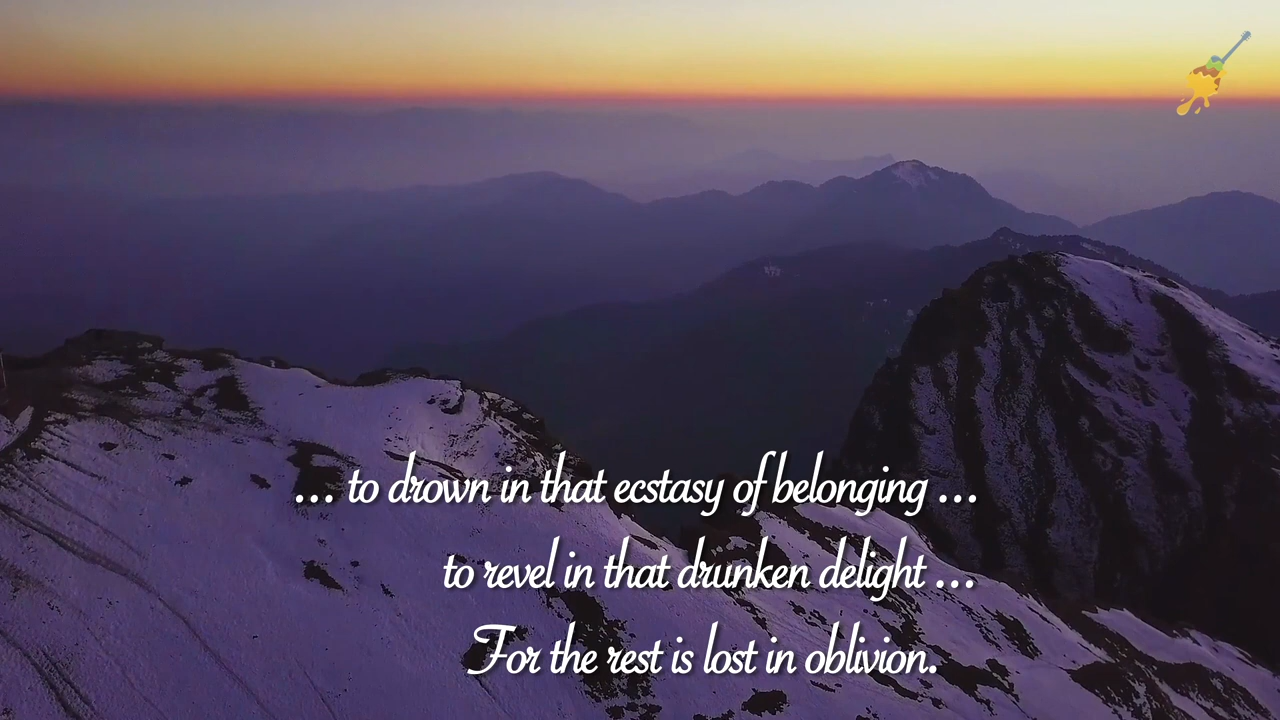 ... to drown in that ecstasy of belonging ...
to revel in that drunken delight ...
For the rest is lost in oblivion.